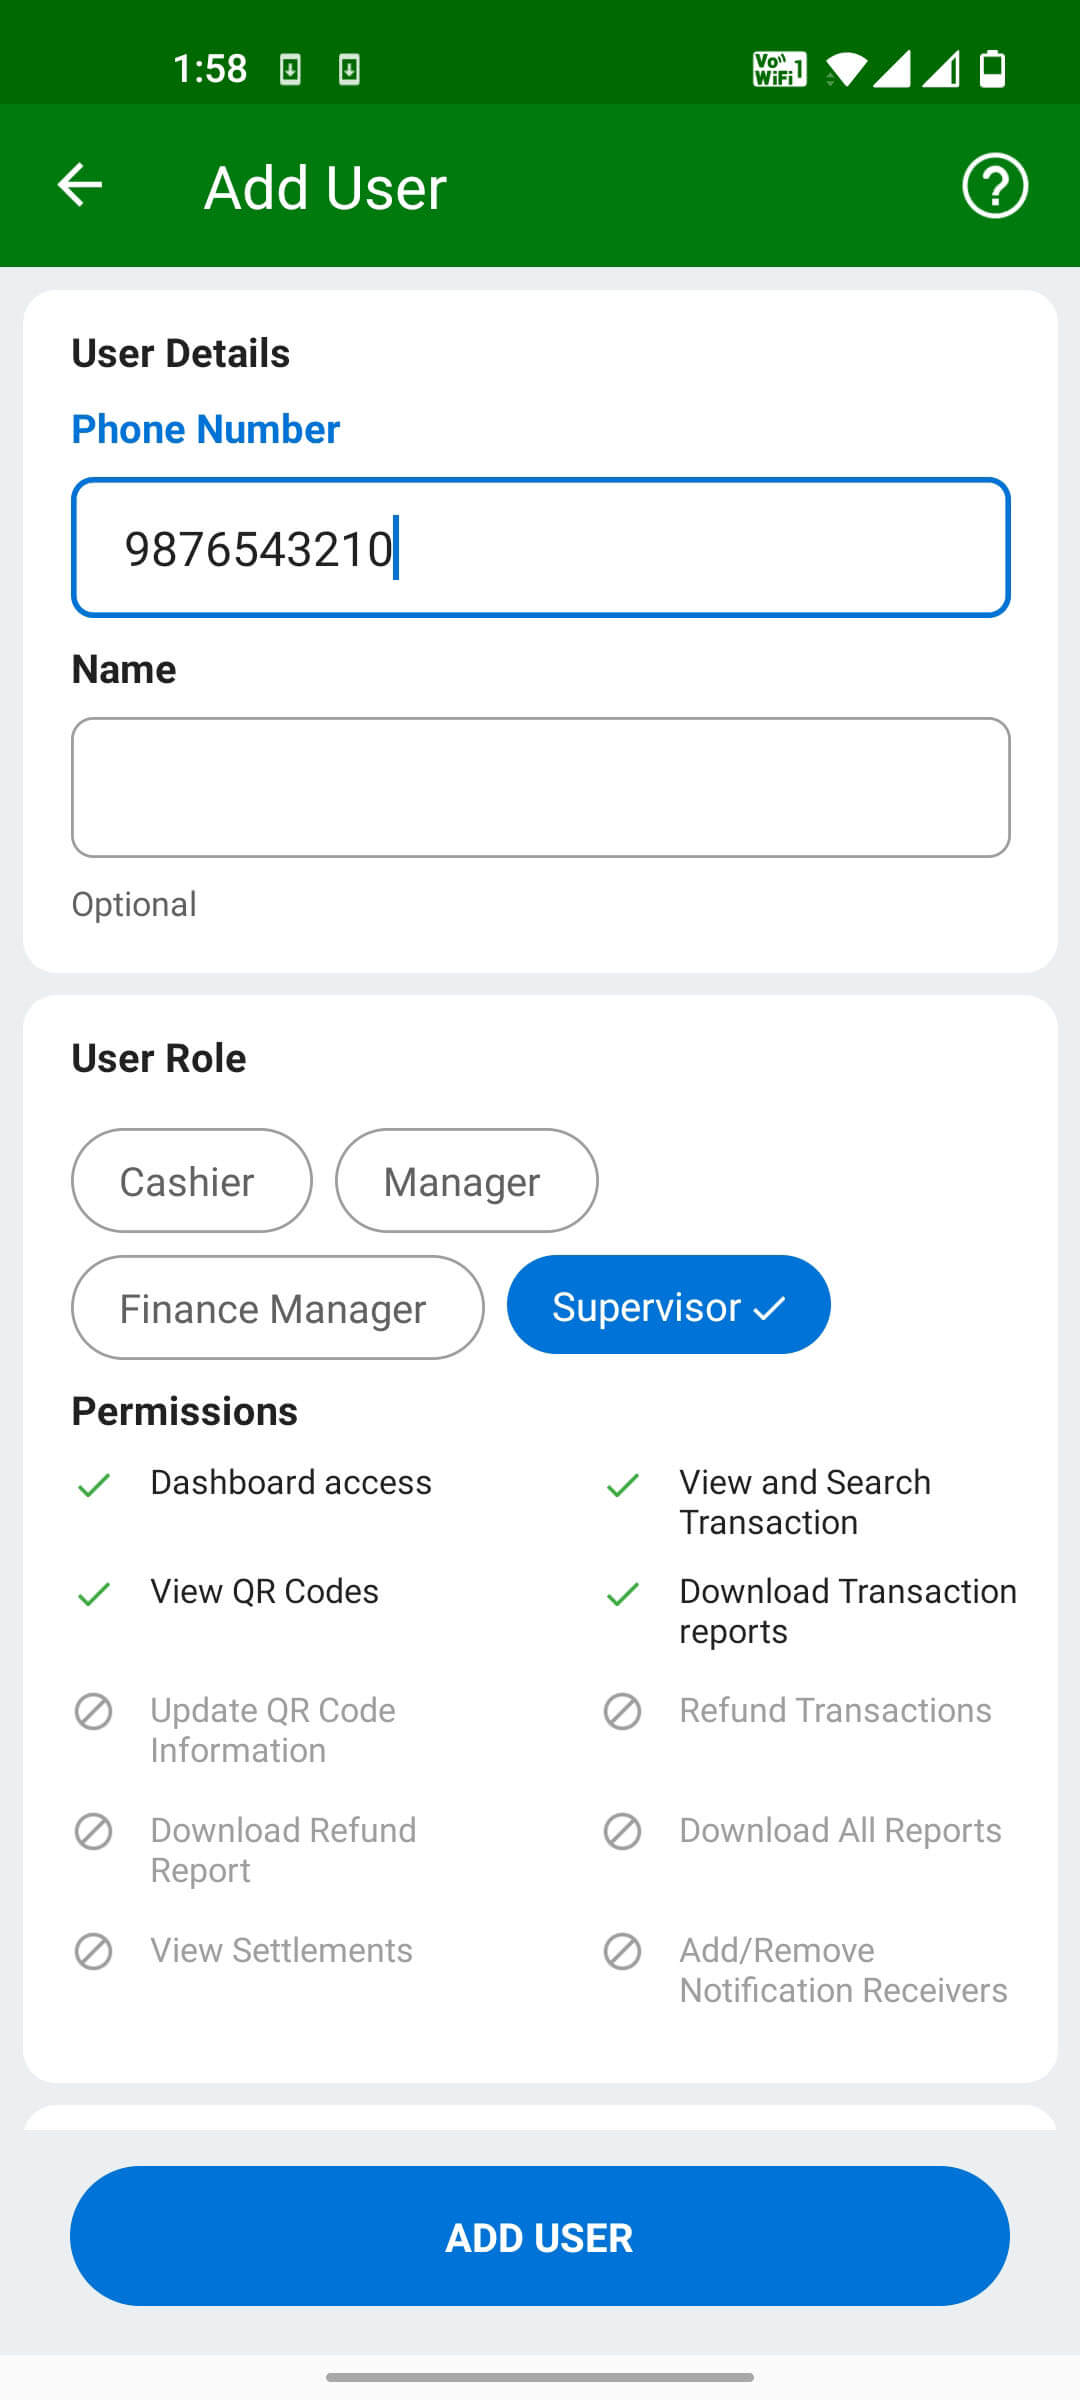 1:58
Vo WiFi 1
Add User
User Details
Phone Number
9876543210
Name
Optional
User Role
Cashier
Manager
Finance Manager
Supervisor
Permissions
Dashboard access
View and Search
Transaction
View QR Codes
Download Transaction
reports
Update QR Code
Information
Refund Transactions
Download Refund
Report
Download All Reports
View Settlements
Add/Remove
Notification Receivers
ADD USER